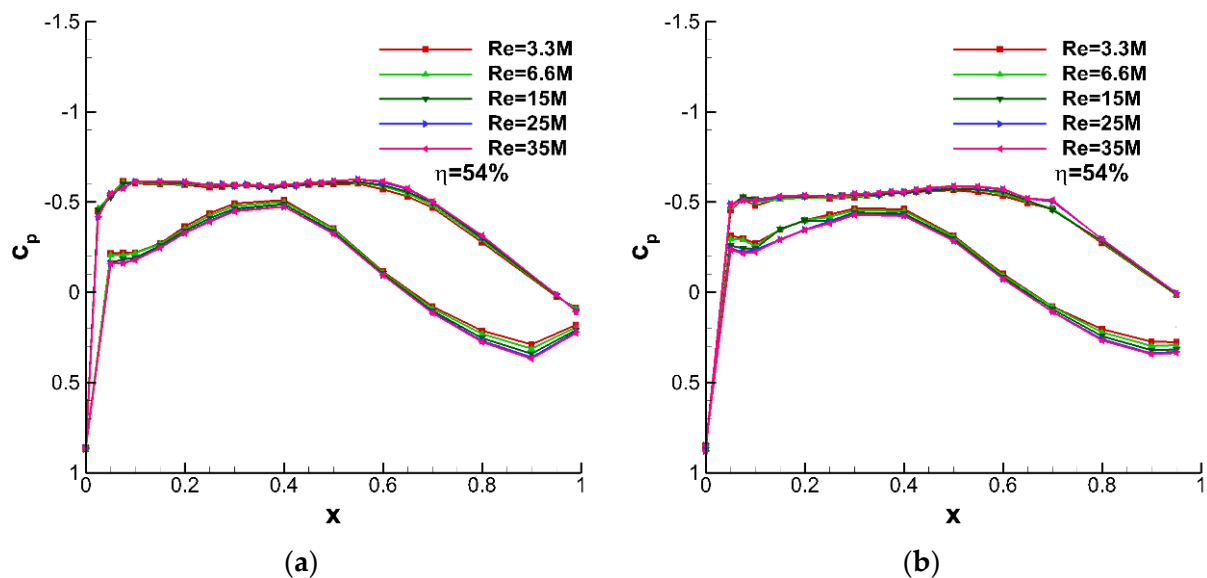 -1.5
-1
-0.5
0
0.5
1
c_p
0 0.2 0.4 0.6 0.8 1
x
Re=3.3M
Re=6.6M
Re=15M
Re=25M
Re=35M
η=54%
(a)
-1.5
-1
-0.5
0
0.5
1
c_p
0 0.2 0.4 0.6 0.8 1
x
Re=3.3M
Re=6.6M
Re=15M
Re=25M
Re=35M
η=54%
(b)